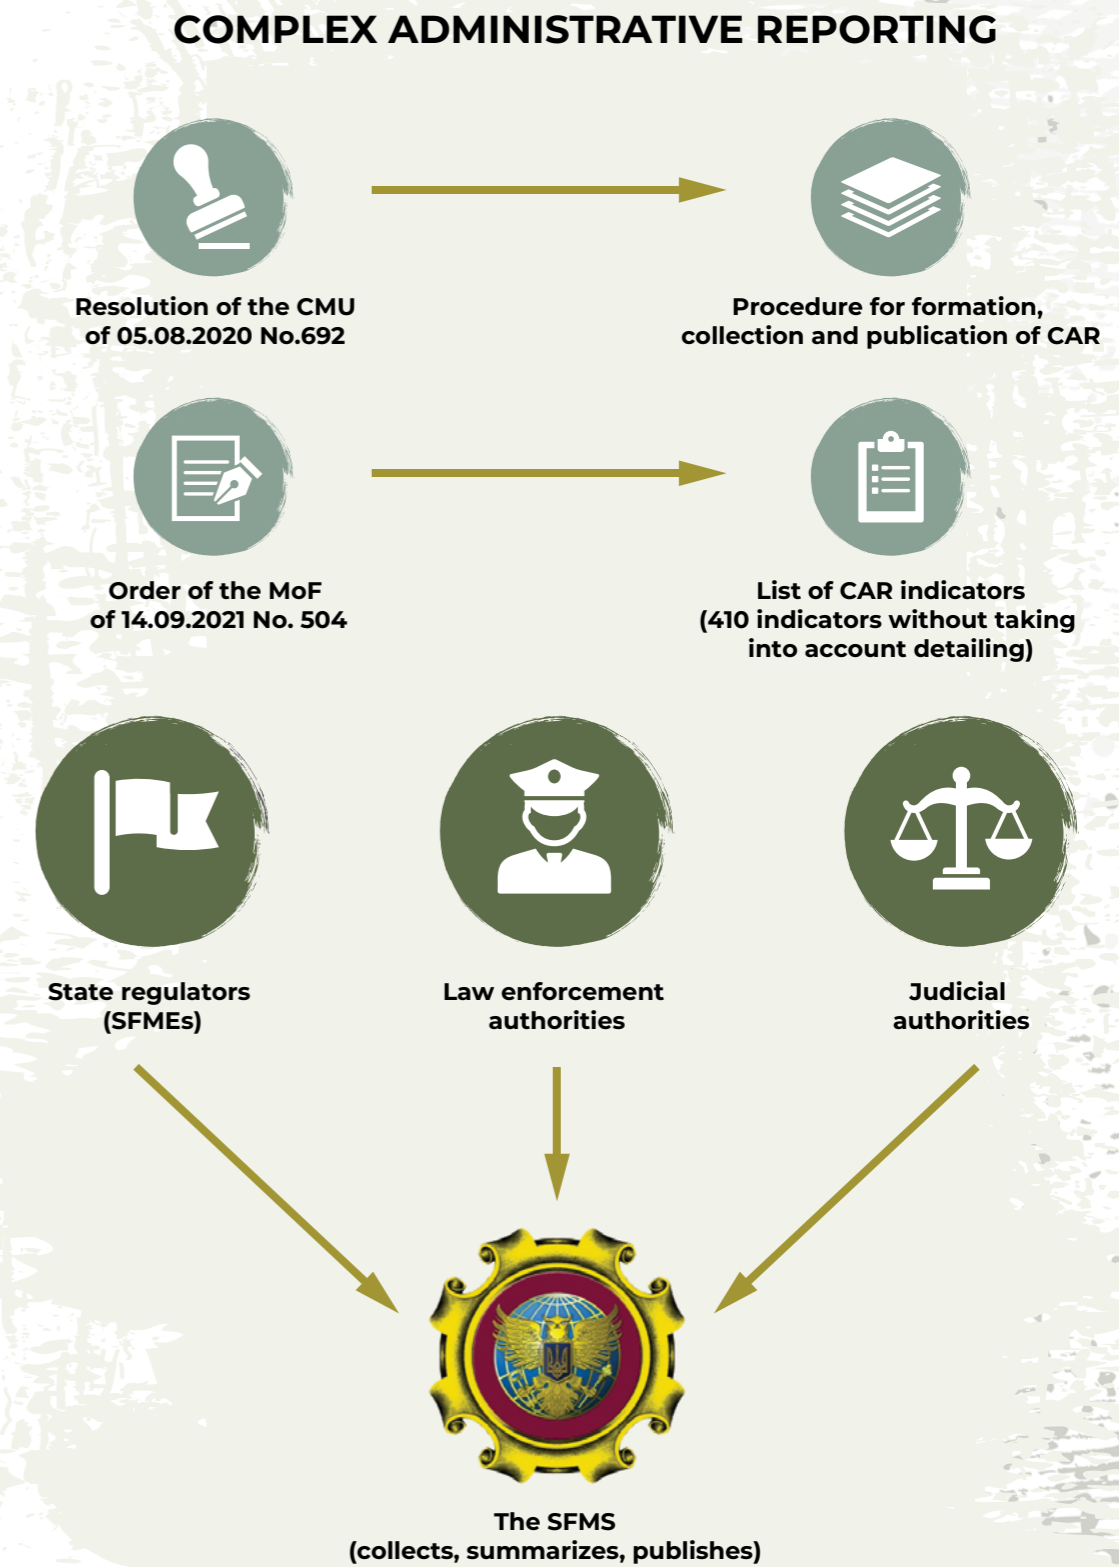 COMPLEX ADMINISTRATIVE REPORTING
Resolution of the CMU
of 05.08.2020 No.692
Procedure for formation,
collection and publication of CAR
Order of the MoF
of 14.09.2021 No. 504
List of CAR indicators
(410 indicators without taking
into account detailing)
State regulators
(SFMEs)
Law enforcement
authorities
Judicial
authorities
The SFMS
(collects, summarizes, publishes)